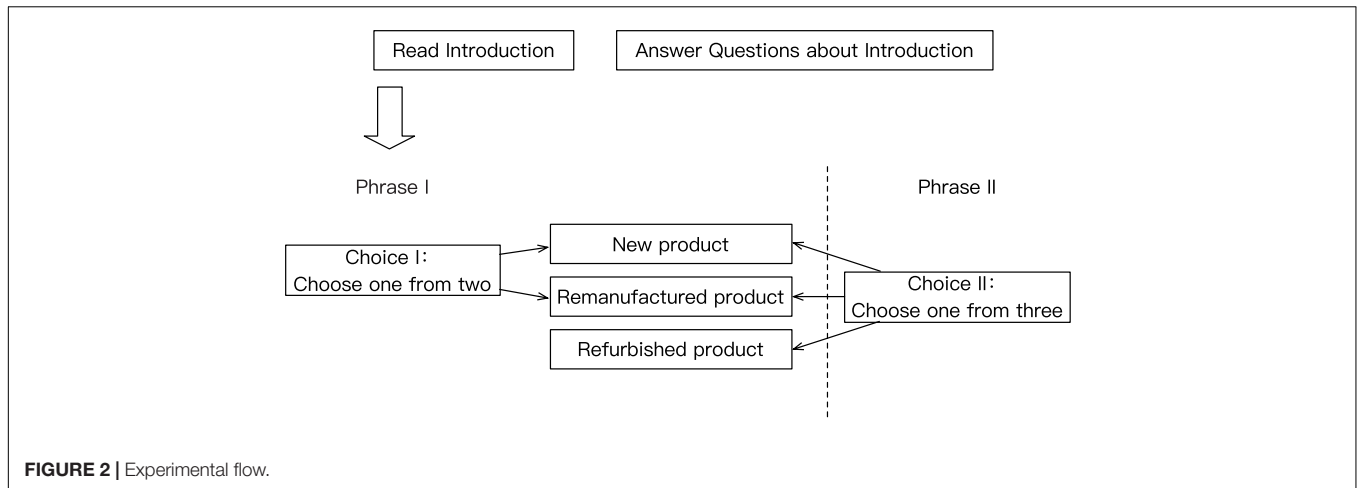 Read Introduction
Answer Questions about Introduction
Phrase I
Phrase II
New product
Choice I:
Choose one from two
Remanufactured product
Choice II:
Choose one from three
Refurbished product
FIGURE 2 | Experimental flow.